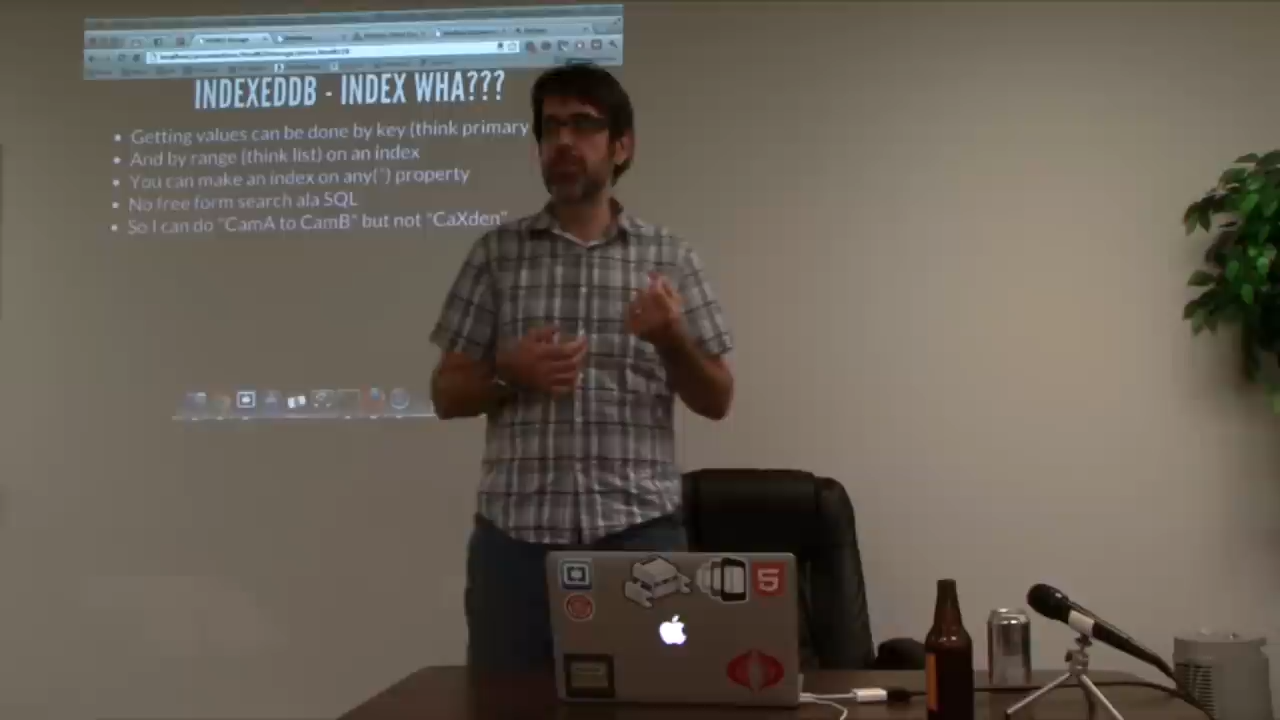 INDEXEDDB - INDEX WHA???
Getting values can be done by key (think primary
And by range (think list) on an index
You can make an index on any(*) property
No free form search ala SQL
So I can do "CamA to CamB" but not "CaXden"
5